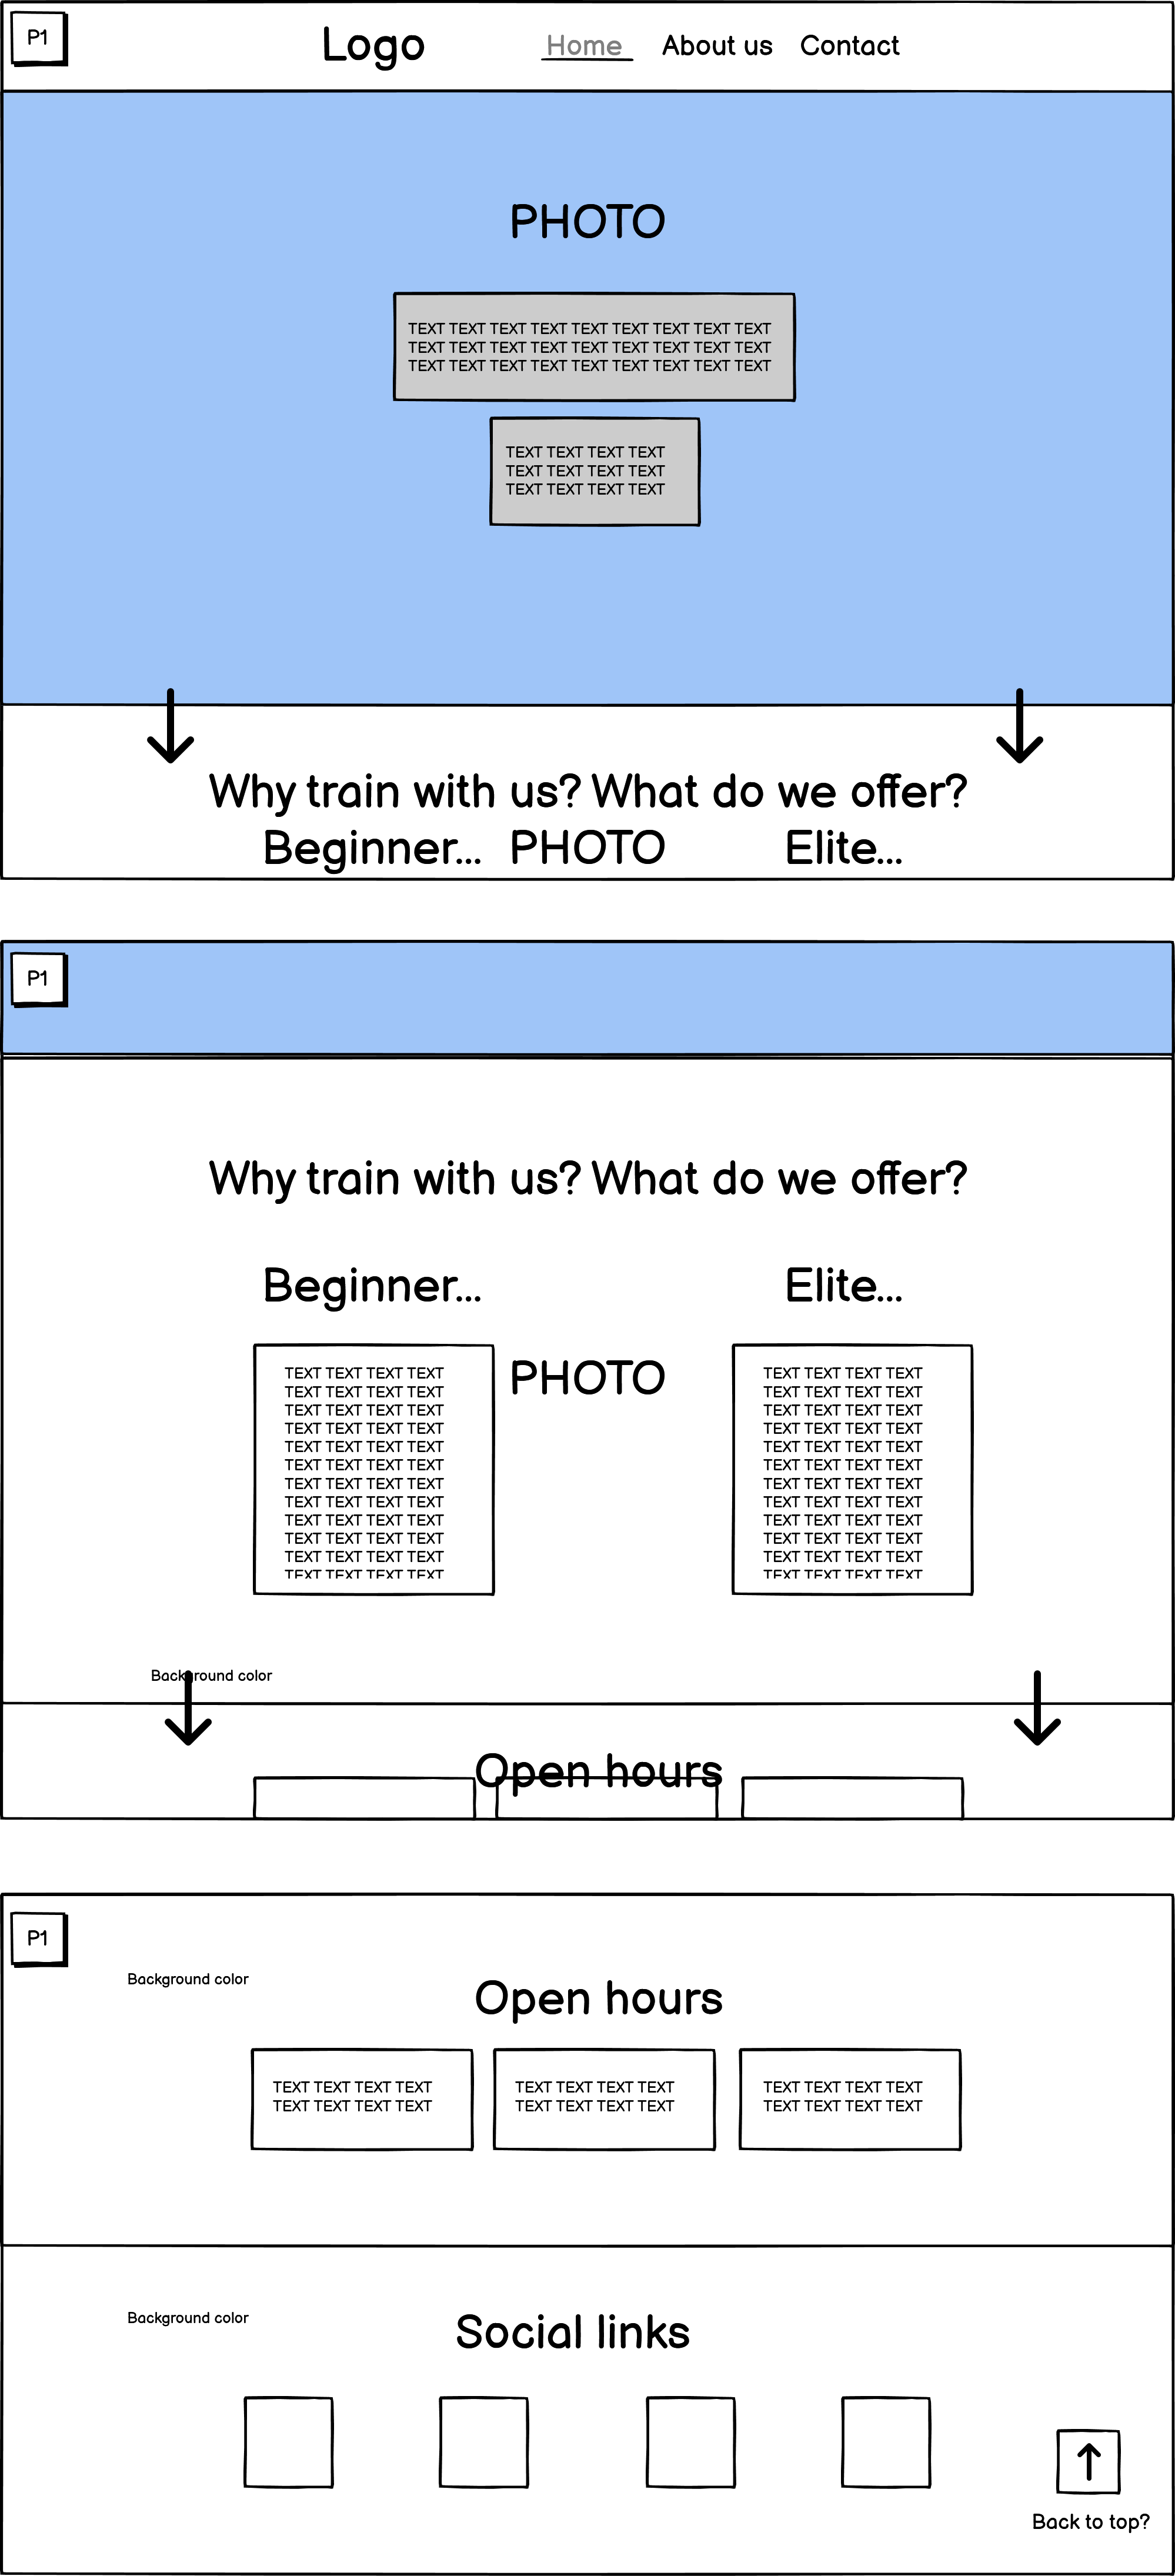 P1
Logo
Home About us Contact
PHOTO
TEXT TEXT TEXT TEXT TEXT TEXT TEXT TEXT TEXT
TEXT TEXT TEXT TEXT TEXT TEXT TEXT TEXT TEXT
TEXT TEXT TEXT TEXT TEXT TEXT TEXT TEXT TEXT
TEXT TEXT TEXT TEXT
TEXT TEXT TEXT TEXT
TEXT TEXT TEXT TEXT
Why train with us? What do we offer?
Beginner... PHOTO Elite...
P1
Why train with us? What do we offer?
Beginner...
Elite...
TEXT TEXT TEXT TEXT
TEXT TEXT TEXT TEXT
TEXT TEXT TEXT TEXT
TEXT TEXT TEXT TEXT
TEXT TEXT TEXT TEXT
TEXT TEXT TEXT TEXT
TEXT TEXT TEXT TEXT
TEXT TEXT TEXT TEXT
TEXT TEXT TEXT TEXT
TEXT TEXT TEXT TEXT
TEXT TEXT TEXT TEXT
TEXT TEXT TEXT TEXT
PHOTO
TEXT TEXT TEXT TEXT
TEXT TEXT TEXT TEXT
TEXT TEXT TEXT TEXT
TEXT TEXT TEXT TEXT
TEXT TEXT TEXT TEXT
TEXT TEXT TEXT TEXT
TEXT TEXT TEXT TEXT
TEXT TEXT TEXT TEXT
TEXT TEXT TEXT TEXT
TEXT TEXT TEXT TEXT
TEXT TEXT TEXT TEXT
TEXT TEXT TEXT TEXT
Background color
Open hours
P1
Background color
Open hours
TEXT TEXT TEXT TEXT
TEXT TEXT TEXT TEXT
TEXT TEXT TEXT TEXT
TEXT TEXT TEXT TEXT
TEXT TEXT TEXT TEXT
TEXT TEXT TEXT TEXT
Background color
Social links
Back to top?